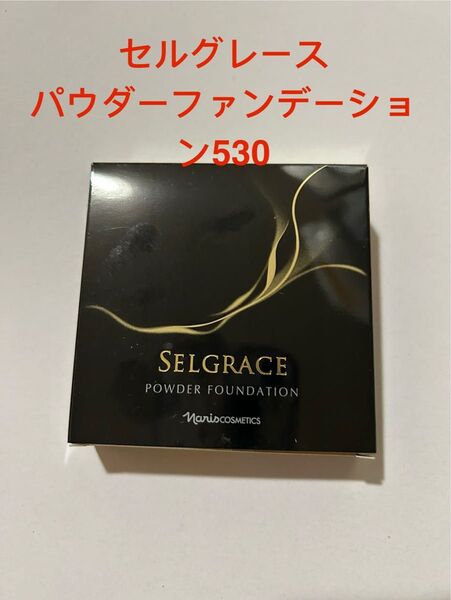 セルグレース
パウダーファンデーショ
ン530
SELGRACE
POWDER FOUNDATION
Naris COSMETICS